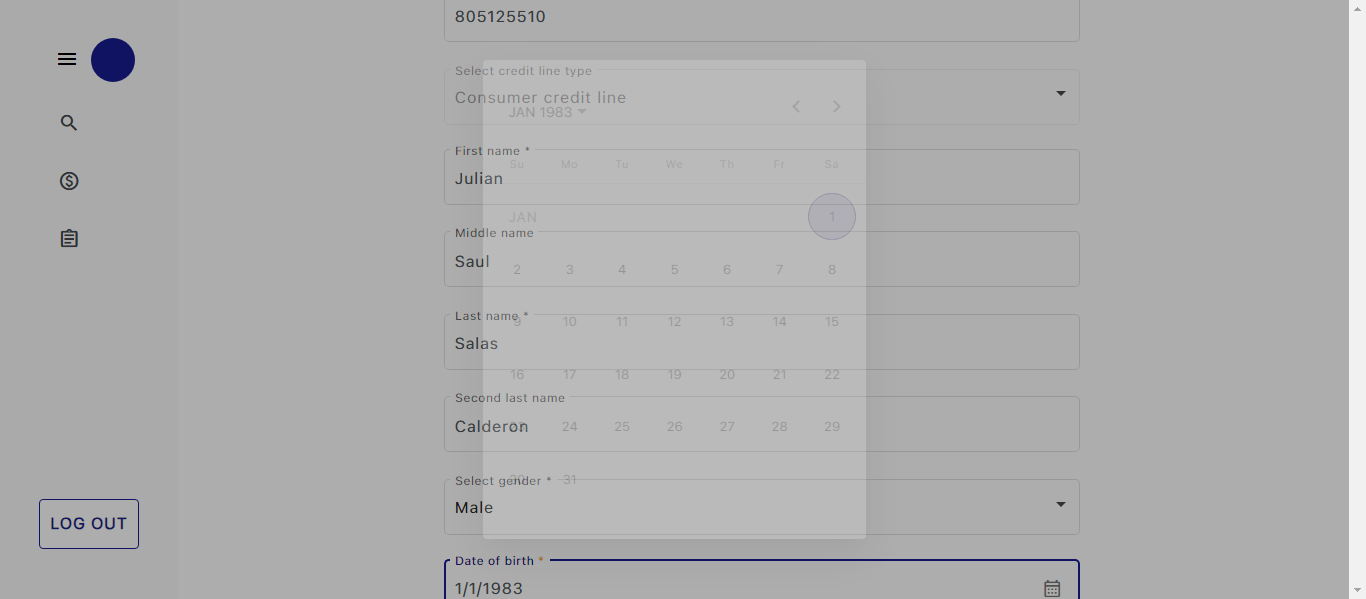 805125510
Select credit line type
Consumer credit line
JAN 1983
First name *
Su Mo Tu We Th Fr Sa
Julian
JAN 1
Middle name
Saul
2 3 4 5 6 7 8
Last name *
9 10 11 12 13 14 15
Salas
16 17 18 19 20 21 22
Second last name
Calderon
23 24 25 26 27 28 29
Select gender *
30 31
Male
LOG OUT
Date of birth *
1/1/1983